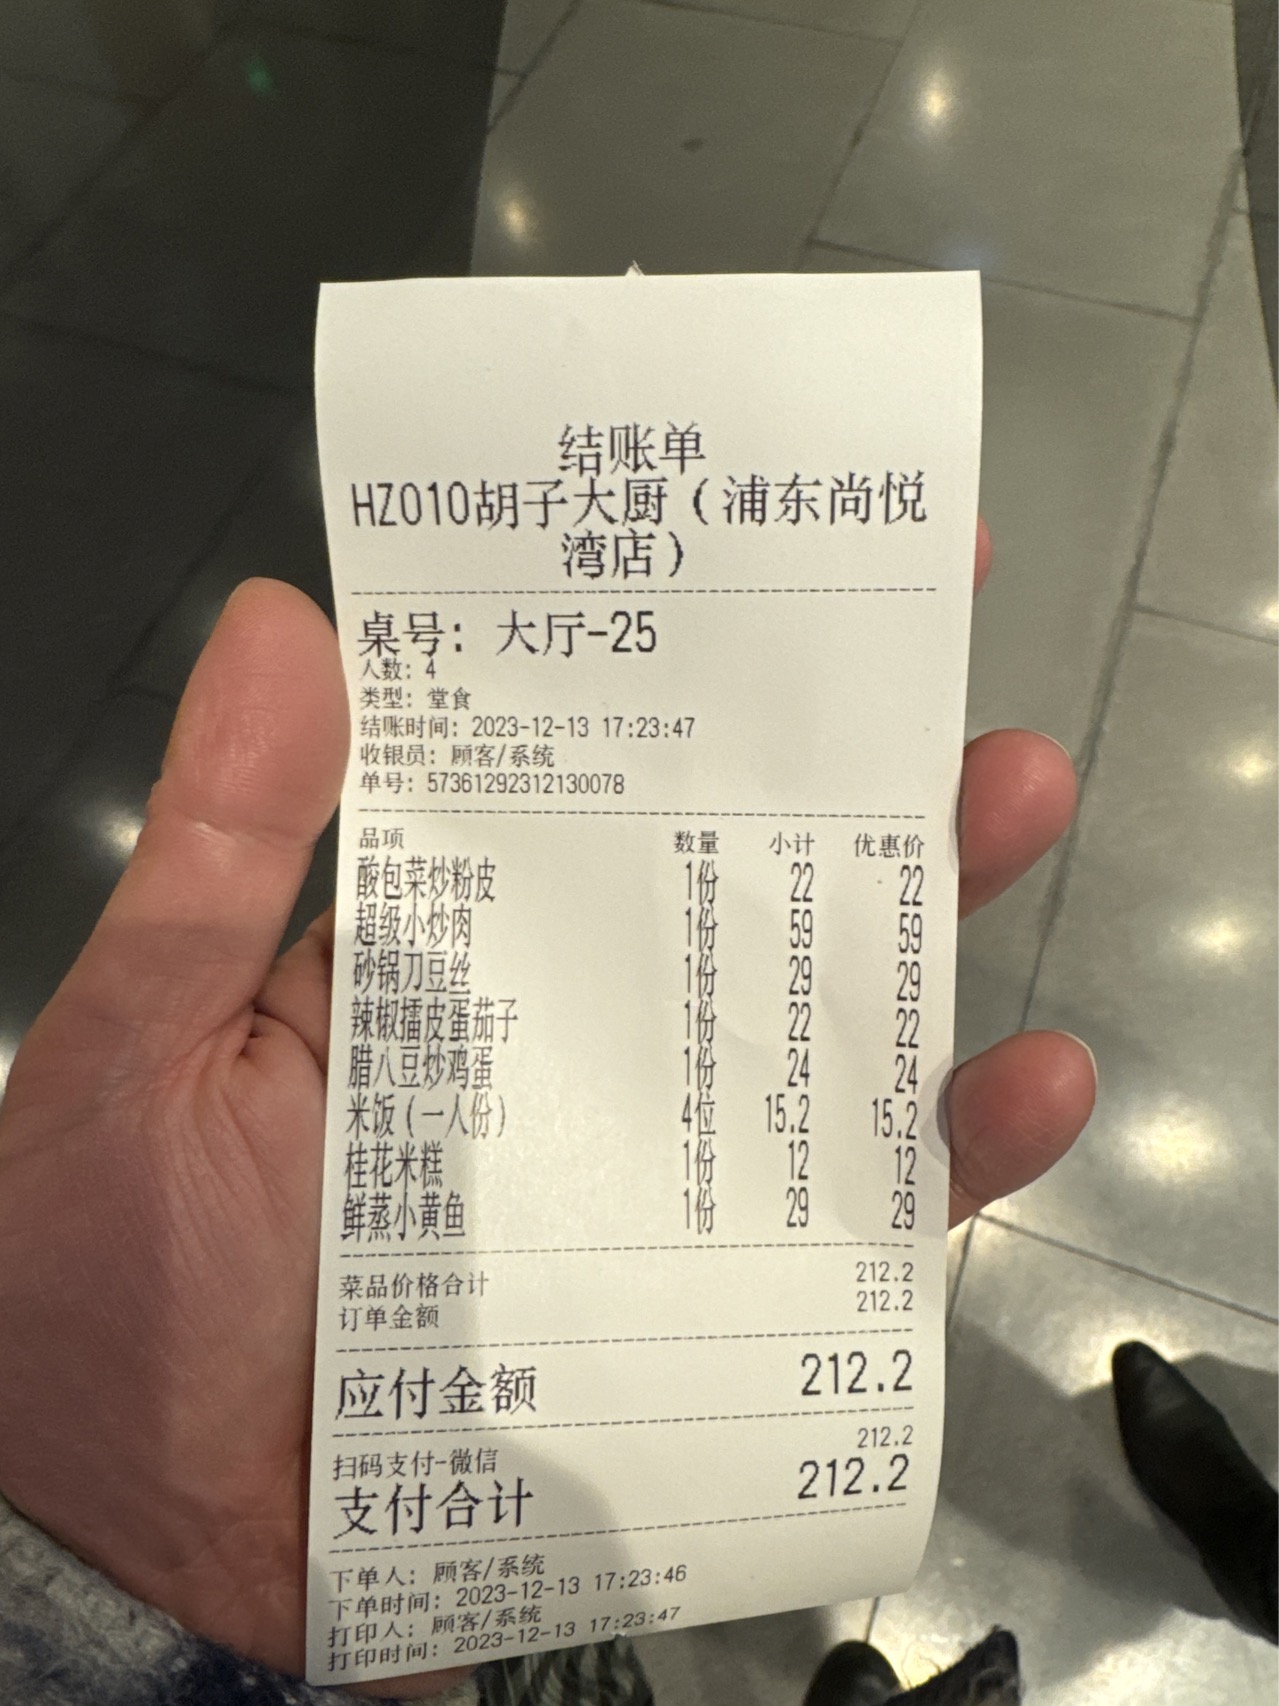 结账单
HZ010胡子大厨（浦东尚悦
湾店）
桌号：大厅-25
人数：4
类型：堂食
结账时间：2023-12-13 17:23:47
收银员：顾客/系统
单号：57361292312130078
品项 数量 小计 优惠价
酸包菜炒粉皮 1份 22 22
超级小炒肉 1份 59 59
砂锅刀豆丝 1份 29 29
辣椒擂皮蛋茄子 1份 22 22
腊八豆炒鸡蛋 1份 24 24
米饭（一人份） 4位 15.2 15.2
桂花米糕 1份 12 12
鲜蒸小黄鱼 1份 29 29
菜品价格合计 212.2
订单金额 212.2
应付金额 212.2
扫码支付-微信 212.2
支付合计 212.2
下单人：顾客/系统
下单时间：2023-12-13 17:23:46
打印人：顾客/系统
打印时间：2023-12-13 17:23:47